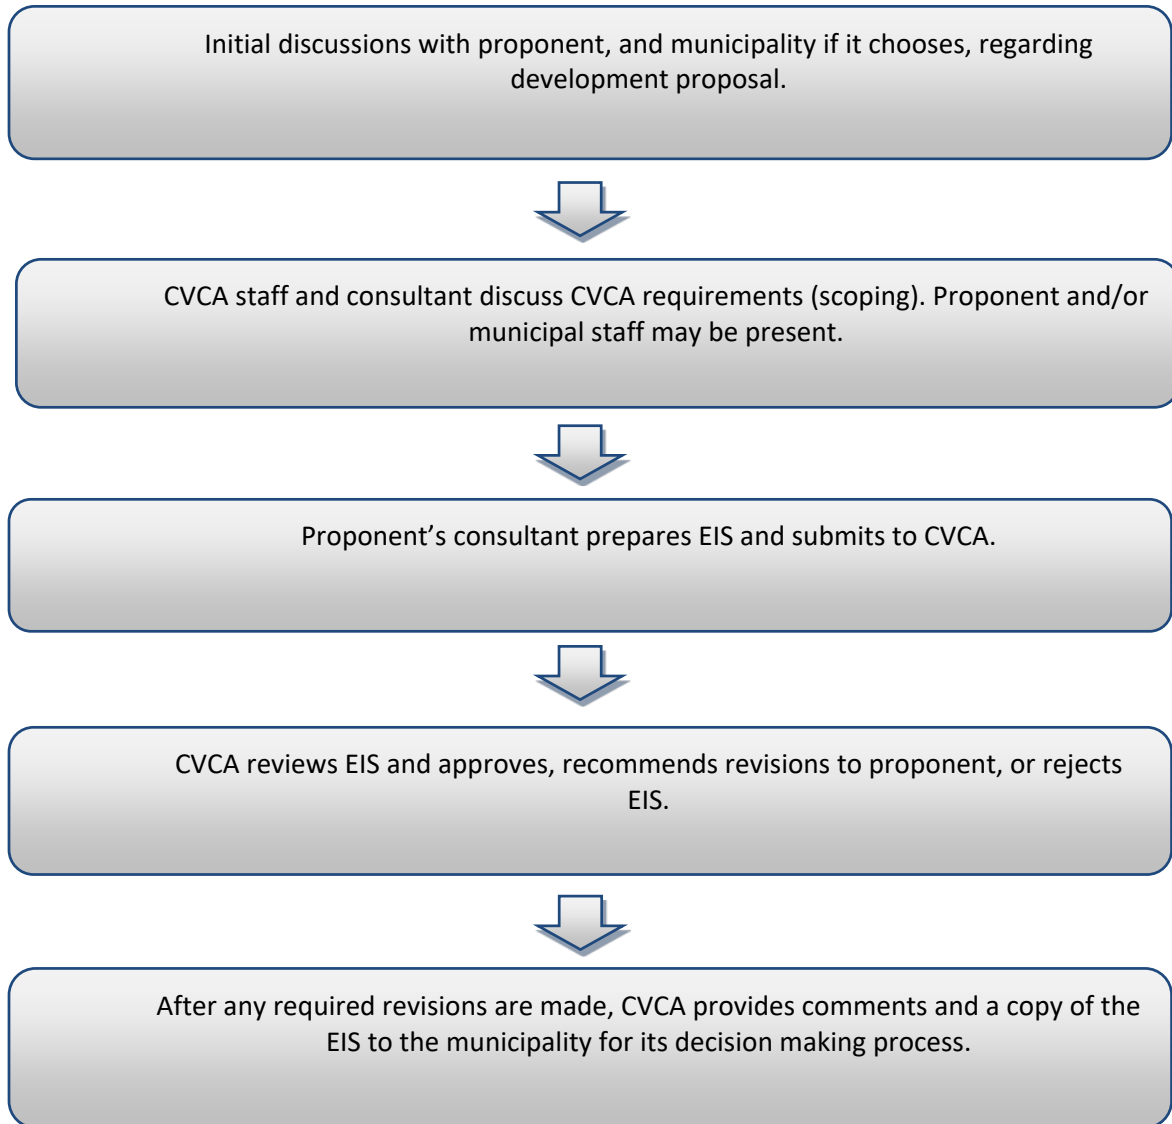 Initial discussions with proponent, and municipality if it chooses, regarding
development proposal.
CVCA staff and consultant discuss CVCA requirements (scoping). Proponent and/or
municipal staff may be present.
Proponent’s consultant prepares EIS and submits to CVCA.
CVCA reviews EIS and approves, recommends revisions to proponent, or rejects
EIS.
After any required revisions are made, CVCA provides comments and a copy of the
EIS to the municipality for its decision making process.